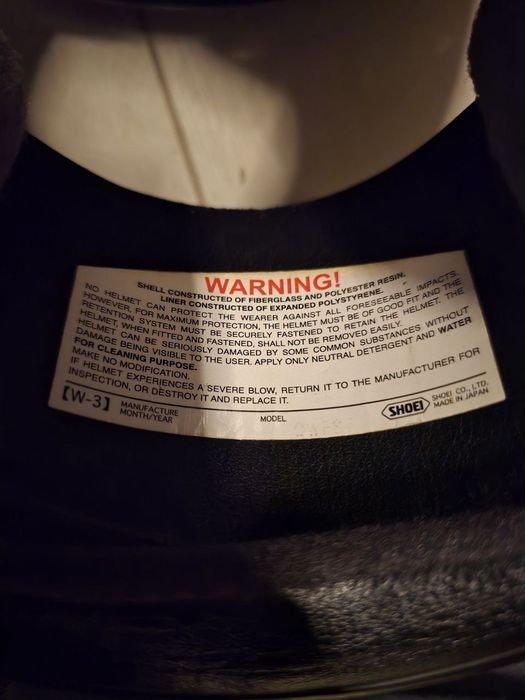 WARNING!
SHELL CONSTRUCTED OF FIBERGLASS AND POLYESTER RESIN.
LINER CONSTRUCTED OF EXPANDED POLYSTYRENE.
NO HELMET CAN PROTECT THE WEARER AGAINST ALL FORESEEABLE IMPACTS.
HOWEVER, FOR MAXIMUM PROTECTION, THE HELMET MUST BE OF GOOD FIT AND THE
RETENTION SYSTEM MUST BE SECURELY FASTENED TO RETAIN THE HELMET. THE
HELMET, WHEN FITTED AND FASTENED, SHALL NOT BE REMOVED EASILY.
DAMAGE CAN BE SERIOUSLY DAMAGED BY SOME COMMON SUBSTANCES WITHOUT
DAMAGE BEING VISIBLE TO THE USER. APPLY ONLY NEUTRAL DETERGENT AND WATER
FOR CLEANING PURPOSE.
MAKE NO MODIFICATION.
IF HELMET EXPERIENCES A SEVERE BLOW, RETURN IT TO THE MANUFACTURER FOR
INSPECTION, OR DESTROY IT AND REPLACE IT.
【W-3】 MANUFACTURE MONTH/YEAR MODEL SHOEI SHOEI CO., LTD. MADE IN JAPAN